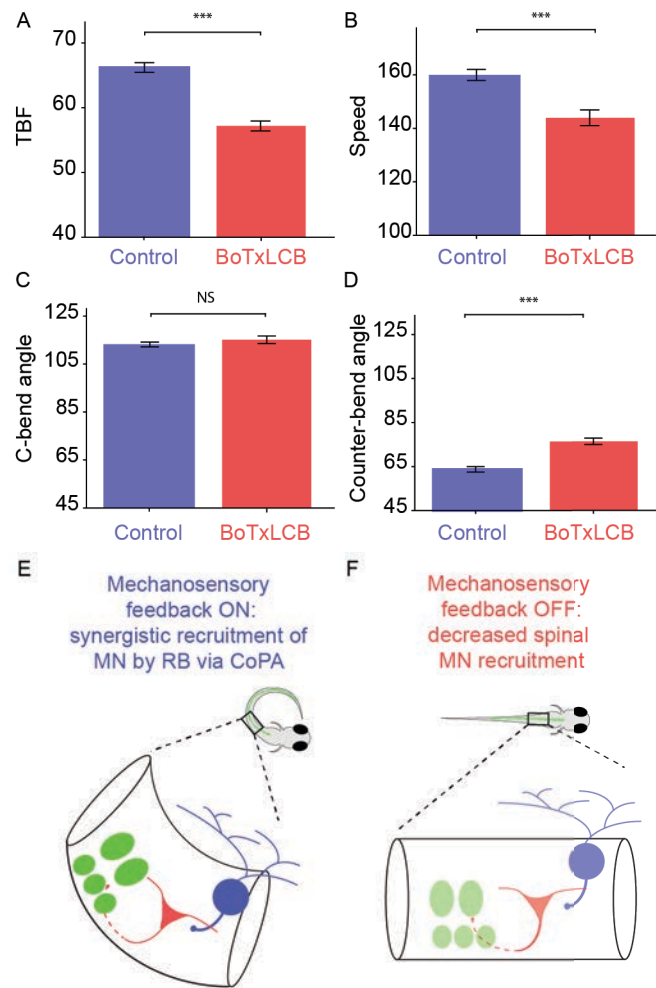 A
***
TBF
70
60
50
40
Control
BoTxLCB
B
***
Speed
160
140
120
100
Control
BoTxLCB
C
NS
C-bend angle
125
115
85
65
45
Control
BoTxLCB
D
***
Counter-bend angle
125
85
65
45
Control
BoTxLCB
E
Mechanosensory
feedback ON:
synergistic recruitment of
MN by RB via CoPA
F
Mechanosensory
feedback OFF:
decreased spinal
MN recruitment